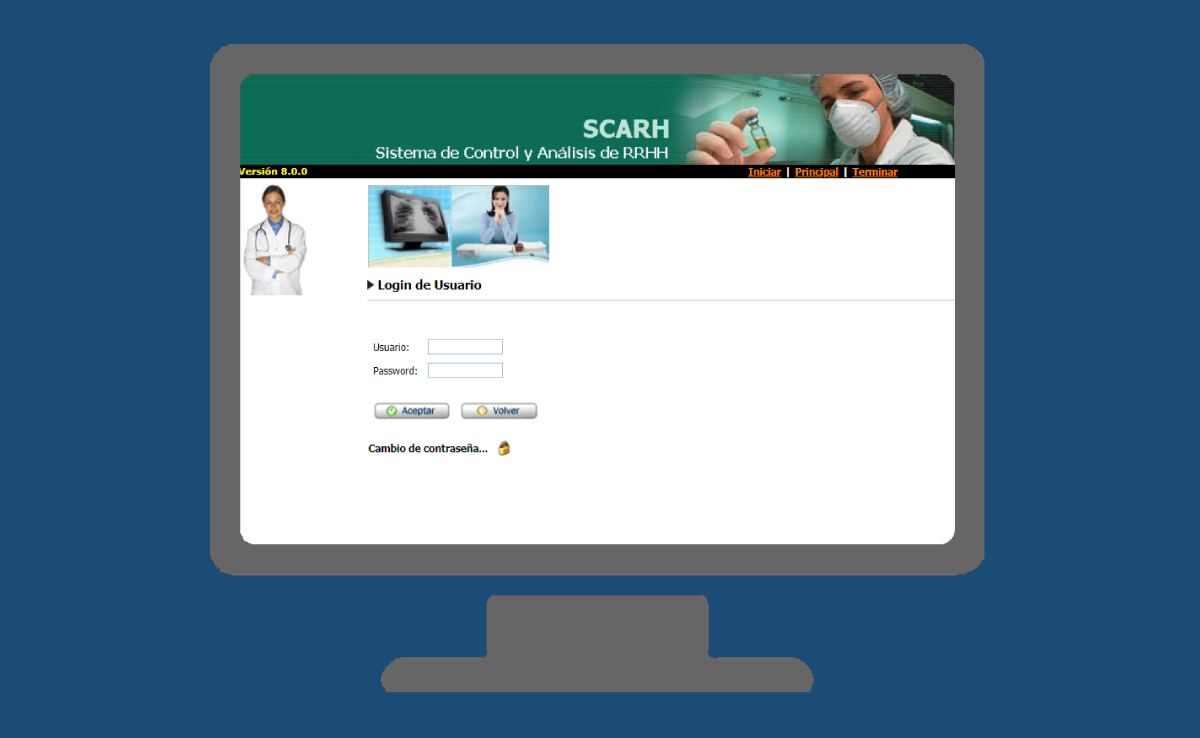 SCARH
Sistema de Control y Análisis de RRHH
Versión 8.0.0
Iniciar | Principal | Terminar
Login de Usuario
Usuario:
Password:
Aceptar Volver
Cambio de contraseña...